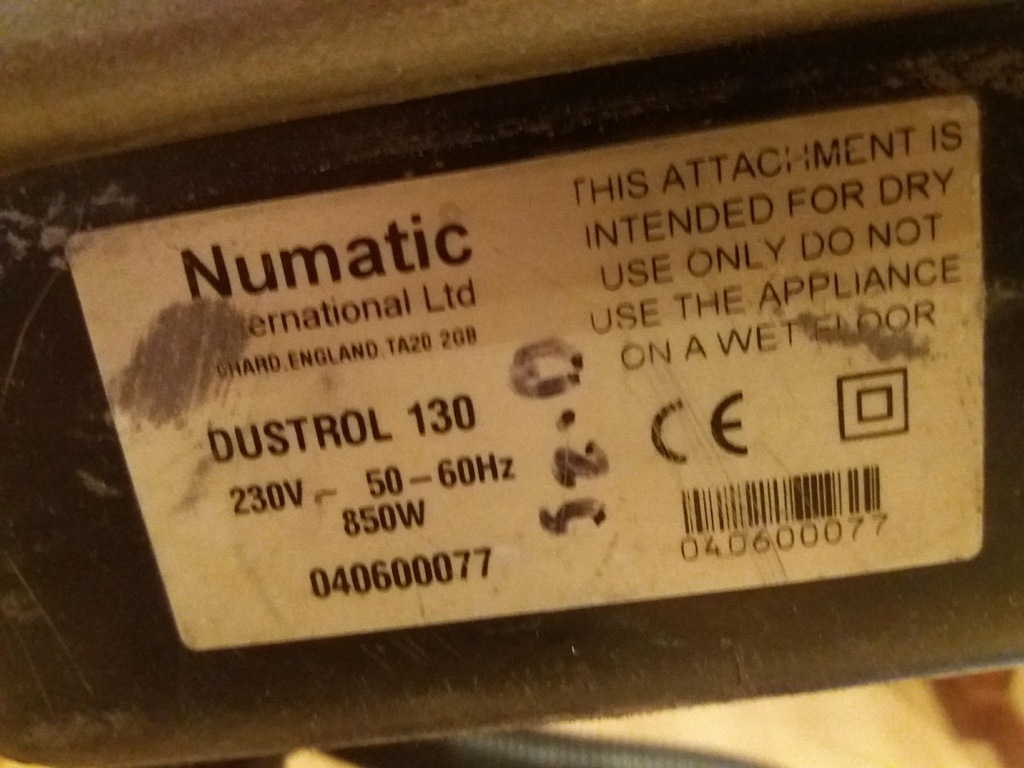 Numatic
ernational Ltd
CHARD, ENGLAND. TA20 2GB
DUSTROL 130
230V ~ 50-60Hz
850W
040600077
THIS ATTACHMENT IS
INTENDED FOR DRY
USE ONLY DO NOT
USE THE APPLIANCE
ON A WET FLOOR
CE
040600077